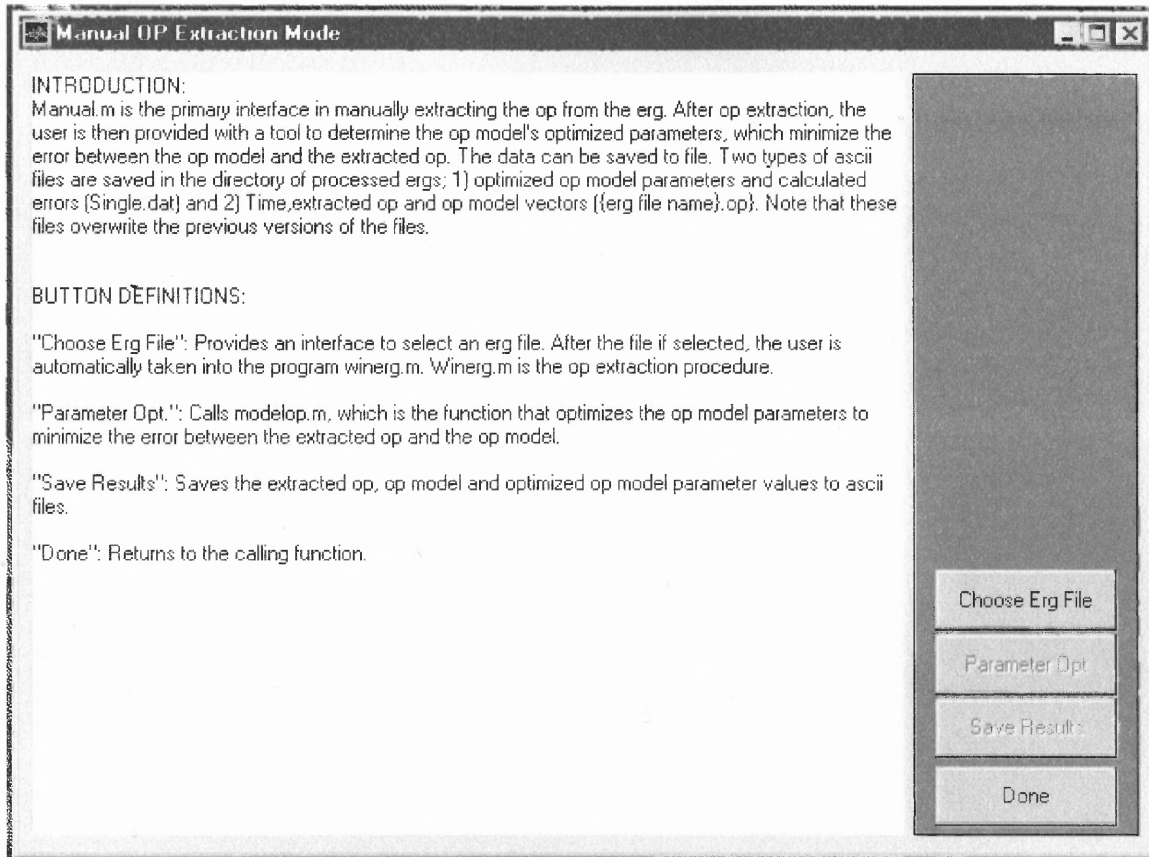 Manual OP Extraction Mode
INTRODUCTION:
Manual.m is the primary interface in manually extracting the op from the erg. After op extraction, the
user is then provided with a tool to determine the op model's optimized parameters, which minimize the
error between the op model and the extracted op. The data can be saved to file. Two types of ascii
files are saved in the directory of processed ergs; 1) optimized op model parameters and calculated
errors (Single.dat) and 2) Time,extracted op and op model vectors ({erg file name}.op}. Note that these
files overwrite the previous versions of the files.
BUTTON DEFINITIONS:
"Choose Erg File": Provides an interface to select an erg file. After the file if selected, the user is
automatically taken into the program winerg.m. Winerg.m is the op extraction procedure.
"Parameter Opt.": Calls modelop.m, which is the function that optimizes the op model parameters to
minimize the error between the extracted op and the op model.
"Save Results": Saves the extracted op, op model and optimized op model parameter values to ascii
files.
"Done": Returns to the calling function.
Choose Erg File
Parameter Opt
Save Results
Done